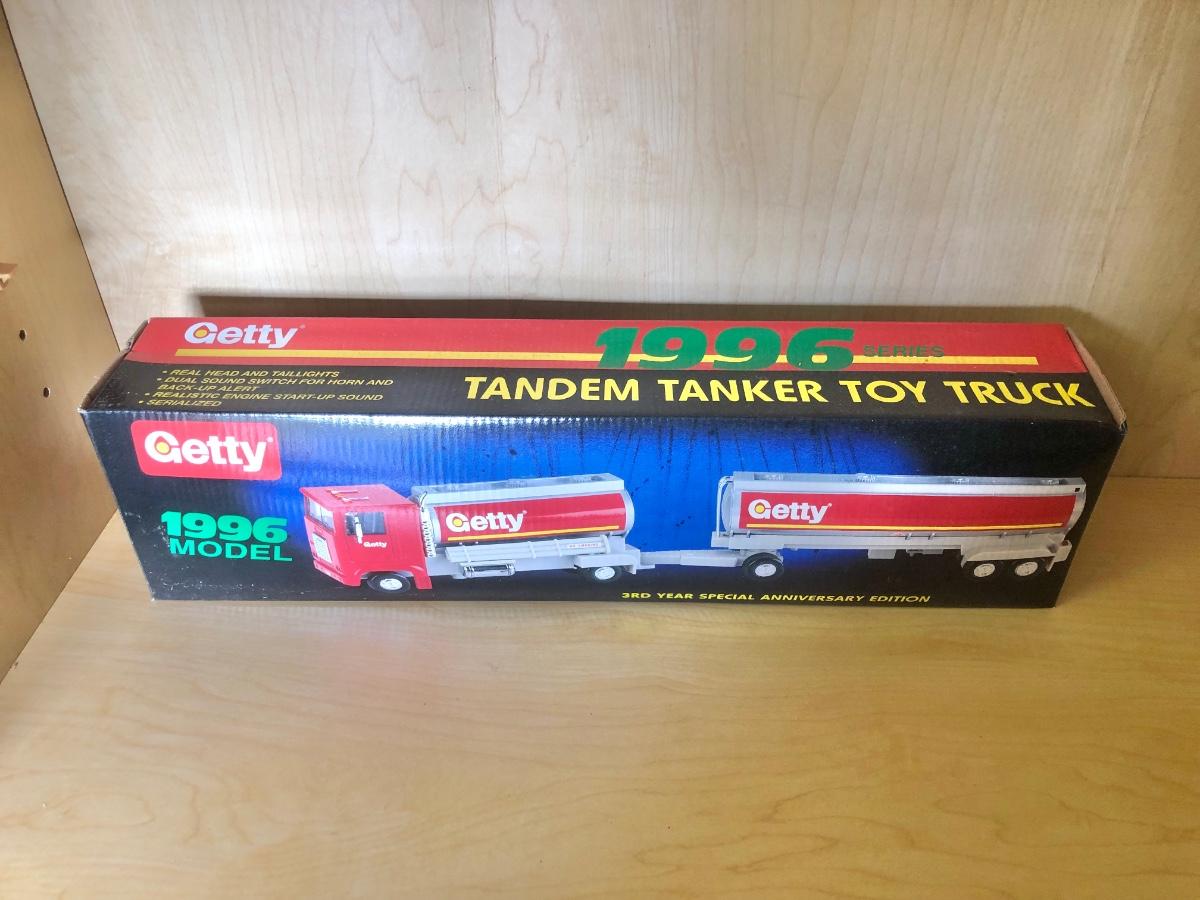 Getty
1996 SERIES
• REAL HEAD AND TAILLIGHTS
• DUAL SOUND SWITCH FOR HORN AND
BACK-UP ALERT
• REALISTIC ENGINE START-UP SOUND
• SERIALIZED
TANDEM TANKER TOY TRUCK
Getty®
1996
MODEL
Getty
Getty®
Getty®
3RD YEAR SPECIAL ANNIVERSARY EDITION